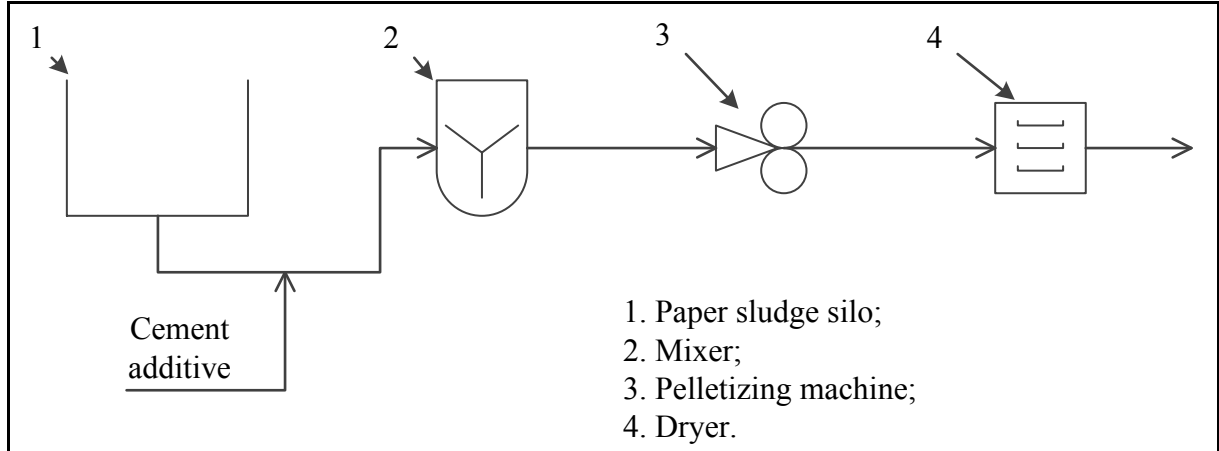 1
2
3
4
Cement
additive
1. Paper sludge silo;
2. Mixer;
3. Pelletizing machine;
4. Dryer.